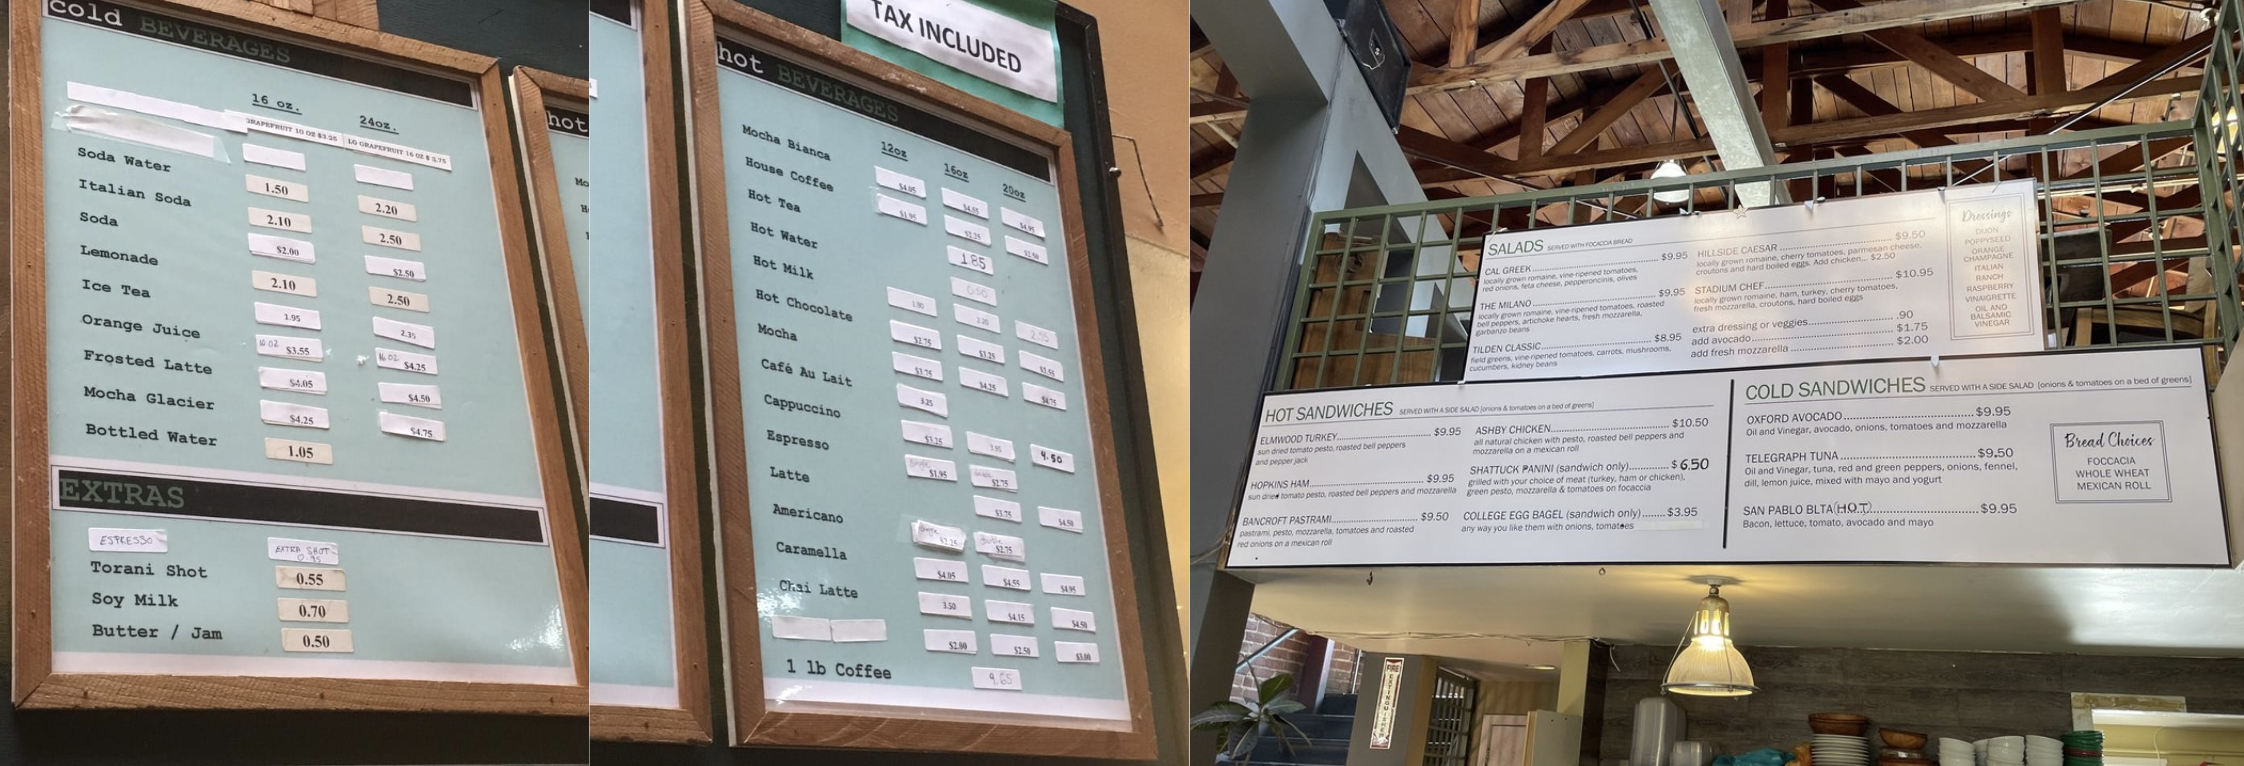 cold BEVERAGES
16 oz.
24oz.
GRAPEFRUIT 10 OZ $3.25
LG GRAPEFRUIT 16 OZ $ 3.75
Soda Water 1.50 2.20
Italian Soda 2.10 2.50
Soda $2.00 $2.50
Lemonade 2.10 2.50
Ice Tea 1.95 2.35
Orange Juice 10 OZ $3.55 16 OZ $4.25
Frosted Latte $4.05 $4.50
Mocha Glacier $4.25 $4.75
Bottled Water 1.05
EXTRAS
ESPRESSO EXTRA SHOT 0.95
Torani Shot 0.55
Soy Milk 0.70
Butter / Jam 0.50
hot
TAX INCLUDED
hot BEVERAGES
12oz 16oz 20oz
Mocha Bianca $4.05 $4.55 $4.95
House Coffee $1.95 $2.25 $2.50
Hot Tea 1.85
Hot Water 0.50
Hot Milk 1.80 2.20
Hot Chocolate $2.75 $3.25
Mocha $3.75 $4.25 $4.75
Café Au Lait 3.25
Cappuccino $3.25 3.95 4.50
Espresso Single $1.95 Double $2.75
Latte $3.75 $4.50
Americano Single $2.25 Double $2.75
Caramella $4.05 $4.55 $4.95
Chai Latte 3.50 $4.15 $4.50
$2.00 $2.50 $3.00
1 lb Coffee 9.65
SALADS SERVED WITH FOCACCIA BREAD
CAL GREEK $9.95
locally grown romaine, vine-ripened tomatoes,
red onions, feta cheese, pepperoncinis, olives
THE MILANO $9.95
locally grown romaine, vine-ripened tomatoes, roasted
bell peppers, artichoke hearts, fresh mozzarella,
garbanzo beans
TILDEN CLASSIC $8.95
field greens, vine-ripened tomatoes, carrots, mushrooms,
cucumbers, kidney beans
HILLSIDE CAESAR $9.50
locally grown romaine, cherry tomatoes, parmesan cheese,
croutons and hard boiled eggs. Add chicken... $2.50
STADIUM CHEF $10.95
locally grown romaine, ham, turkey, cherry tomatoes,
fresh mozzarella, croutons, hard boiled eggs
extra dressing or veggies .90
add avocado $1.75
add fresh mozzarella $2.00
Dressings
DIJON
POPPYSEED
ORANGE
CHAMPAGNE
ITALIAN
RANCH
RASPBERRY
VINAIGRETTE
OIL AND
BALSAMIC
VINEGAR
HOT SANDWICHES SERVED WITH A SIDE SALAD [onions & tomatoes on a bed of greens]
ELMWOOD TURKEY $9.95
sun dried tomato pesto, roasted bell peppers
and pepper jack
HOPKINS HAM $9.95
sun dried tomato pesto, roasted bell peppers and mozzarella
BANCROFT PASTRAMI $9.50
pastrami, pesto, mozzarella, tomatoes and roasted
red onions on a mexican roll
ASHBY CHICKEN $10.50
all natural chicken with pesto, roasted bell peppers and
mozzarella on a mexican roll
SHATTUCK PANINI (sandwich only) $ 6.50
grilled with your choice of meat (turkey, ham or chicken),
green pesto, mozzarella & tomatoes on focaccia
COLLEGE EGG BAGEL (sandwich only) $3.95
any way you like them with onions, tomatoes
COLD SANDWICHES SERVED WITH A SIDE SALAD [onions & tomatoes on a bed of greens]
OXFORD AVOCADO $9.95
Oil and Vinegar, avocado, onions, tomatoes and mozzarella
TELEGRAPH TUNA $9.50
Oil and Vinegar, tuna, red and green peppers, onions, fennel,
dill, lemon juice, mixed with mayo and yogurt
SAN PABLO BLTA (HOT) $9.95
Bacon, lettuce, tomato, avocado and mayo
Bread Choices
FOCCACIA
WHOLE WHEAT
MEXICAN ROLL
FIRE
EXTINGUISHER